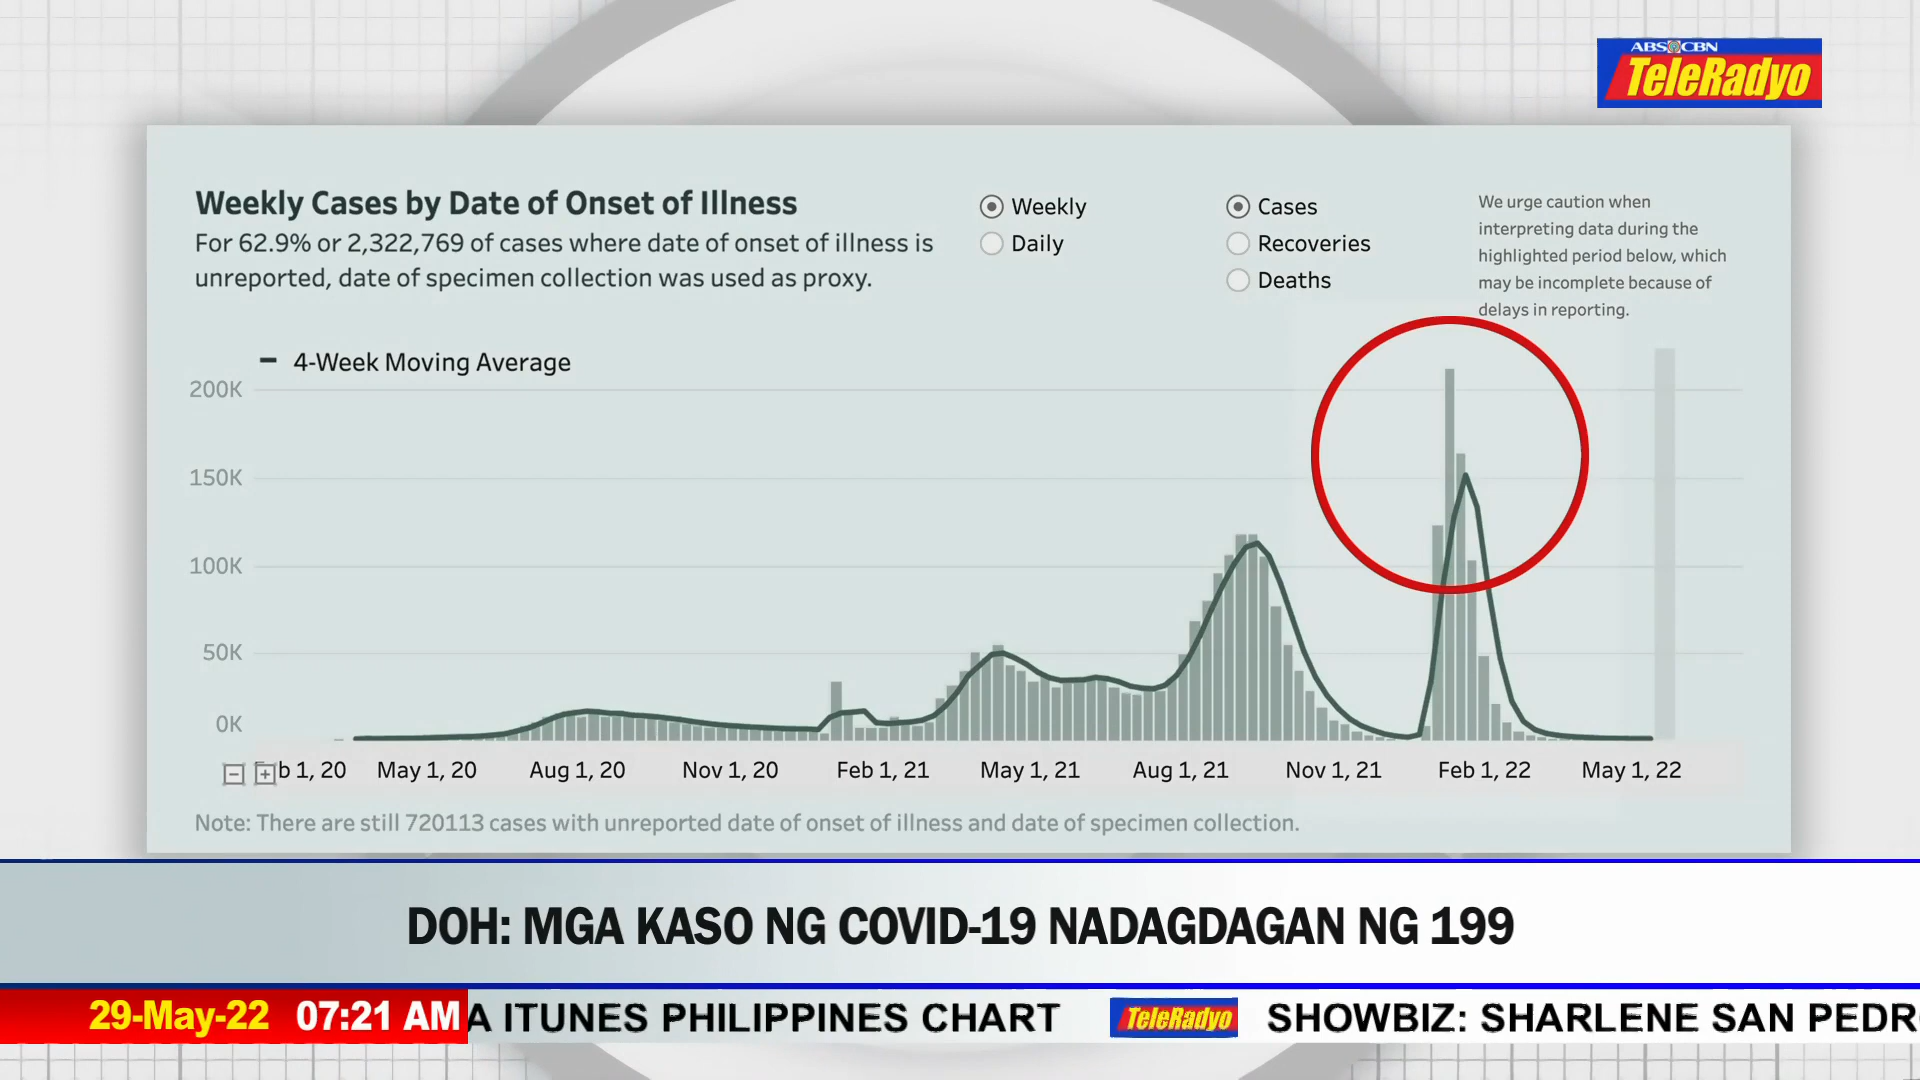 ABS CBN
TeleRadyo
Weekly Cases by Date of Onset of Illness
For 62.9% or 2,322,769 of cases where date of onset of illness is
unreported, date of specimen collection was used as proxy.
Weekly
Daily
Cases
Recoveries
Deaths
We urge caution when
interpreting data during the
highlighted period below, which
may be incomplete because of
delays in reporting.
4-Week Moving Average
200K
150K
100K
50K
0K
b 1, 20 May 1, 20 Aug 1, 20 Nov 1, 20 Feb 1, 21 May 1, 21 Aug 1, 21 Nov 1, 21 Feb 1, 22 May 1, 22
Note: There are still 720113 cases with unreported date of onset of illness and date of specimen collection.
DOH: MGA KASO NG COVID-19 NADAGDAGAN NG 199
29-May-22 07:21 AM A ITUNES PHILIPPINES CHART TeleRadyo SHOWBIZ: SHARLENE SAN PEDR